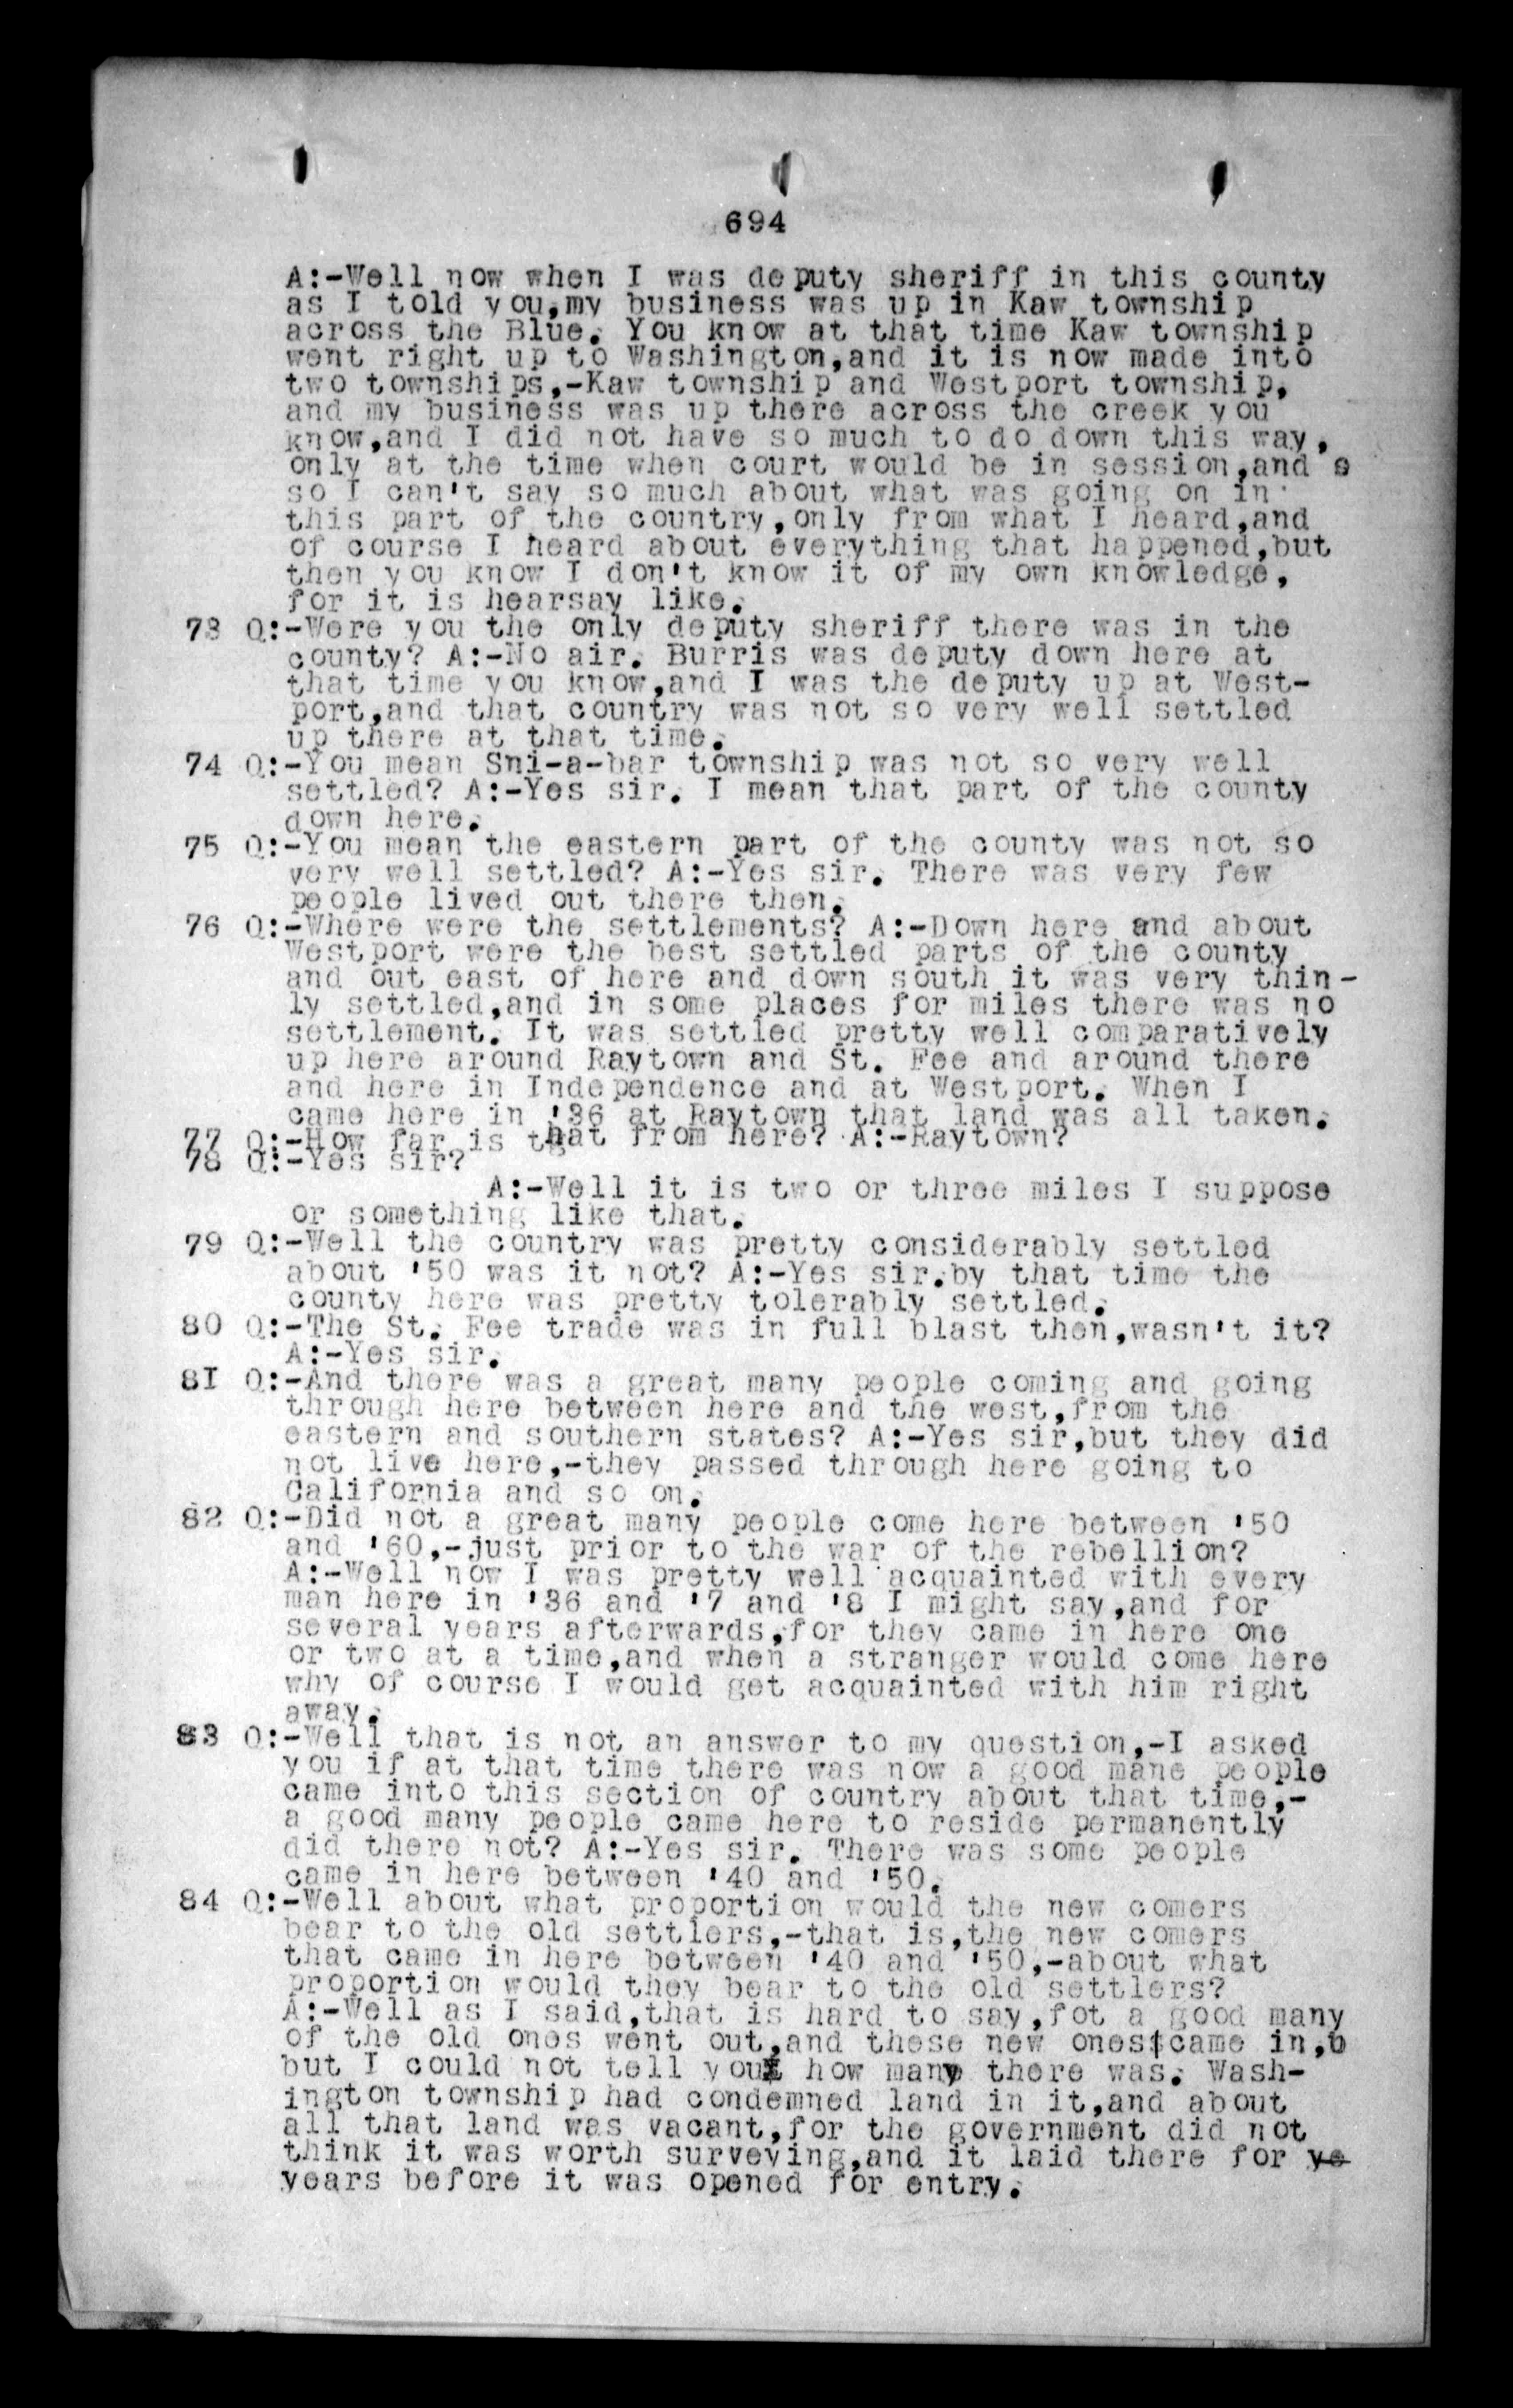 694
A:-Well now when I was deputy sheriff in this county
as I told you,my business was up in Kaw township
across the Blue. You know at that time Kaw township
went right up to Washington,and it is now made into
two townships,-Kaw township and Westport township,
and my business was up there across the creek you
know,and I did not have so much to do down this way,
only at the time when court would be in session,and s
so I can't say so much about what was going on in
this part of the country,only from what I heard,and
of course I heard about everything that happened,but
then you know I don't know it of my own knowledge,
for it is hearsay like.
73 Q:-Were you the only deputy sheriff there was in the
county? A:-No air. Burris was deputy down here at
that time you know,and I was the deputy up at West-
port,and that country was not so very well settled
up there at that time.
74 Q:-You mean Sni-a-bar township was not so very well
settled? A:-Yes sir. I mean that part of the county
down here.
75 Q:-You mean the eastern part of the county was not so
very well settled? A:-Yes sir. There was very few
people lived out there then.
76 Q:-Where were the settlements? A:-Down here and about
Westport were the best settled parts of the county
and out east of here and down south it was very thin-
ly settled,and in some places for miles there was no
settlement. It was settled pretty well comparatively
up here around Raytown and St. Fee and around there
and here in Independence and at Westport. When I
came here in '36 at Raytown that land was all taken.
77 Q:-How far is that from here? A:-Raytown?
78 Q:-Yes sir?
A:-Well it is two or three miles I suppose
or something like that.
79 Q:-Well the country was pretty considerably settled
about '50 was it not? A:-Yes sir.by that time the
county here was pretty tolerably settled.
80 Q:-The St. Fee trade was in full blast then,wasn't it?
A:-Yes sir.
81 Q:-And there was a great many people coming and going
through here between here and the west,from the
eastern and southern states? A:-Yes sir,but they did
not live here,-they passed through here going to
California and so on.
82 Q:-Did not a great many people come here between '50
and '60,-just prior to the war of the rebellion?
A:-Well now I was pretty well acquainted with every
man here in '36 and '7 and '8 I might say,and for
several years afterwards,for they came in here one
or two at a time,and when a stranger would come here
why of course I would get acquainted with him right
away.
83 Q:-Well that is not an answer to my question,-I asked
you if at that time there was now a good mane people
came into this section of country about that time,-
a good many people came here to reside permanently
did there not? A:-Yes sir. There was some people
came in here between '40 and '50.
84 Q:-Well about what proportion would the new comers
bear to the old settlers,-that is,the new comers
that came in here between '40 and '50,-about what
proportion would they bear to the old settlers?
A:-Well as I said,that is hard to say,fot a good many
of the old ones went out,and these new ones came in,b
but I could not tell you how many there was. Wash-
ington township had condemned land in it,and about
all that land was vacant,for the government did not
think it was worth surveying,and it laid there for ye
years before it was opened for entry.